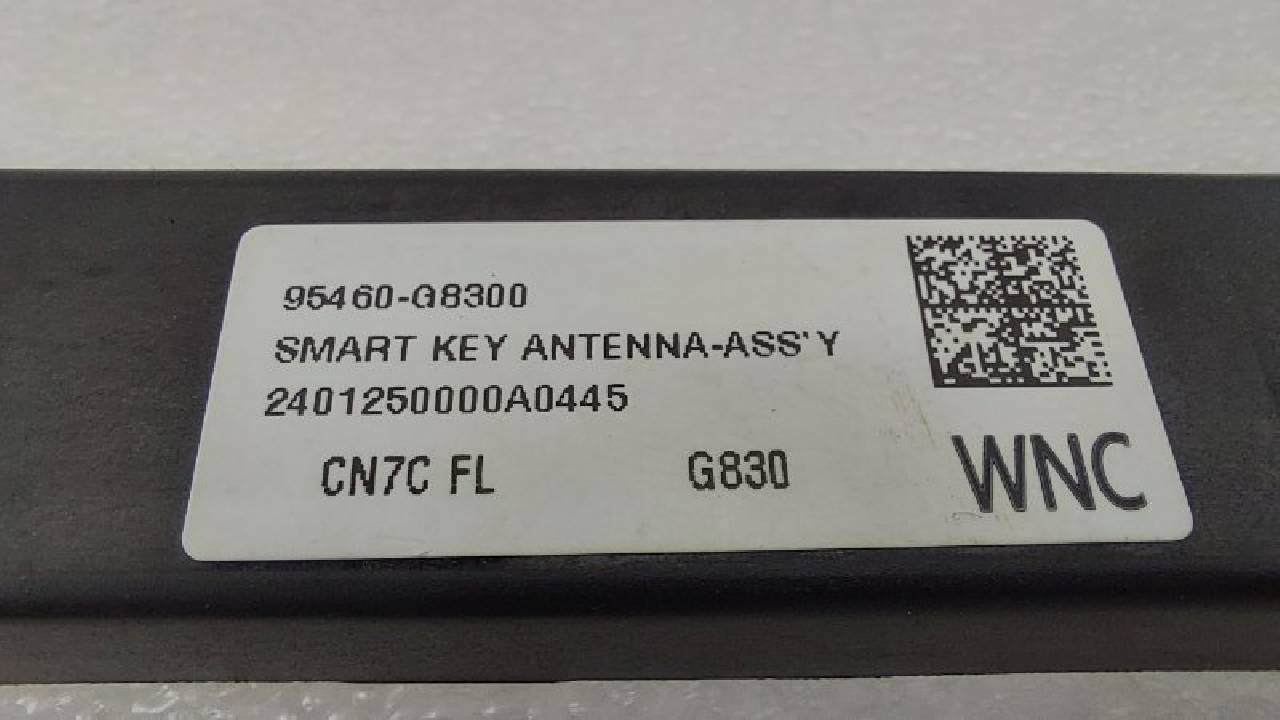 95460-G8300
SMART KEY ANTENNA-ASS'Y
2401250000A0445
CN7C FL G830
WNC